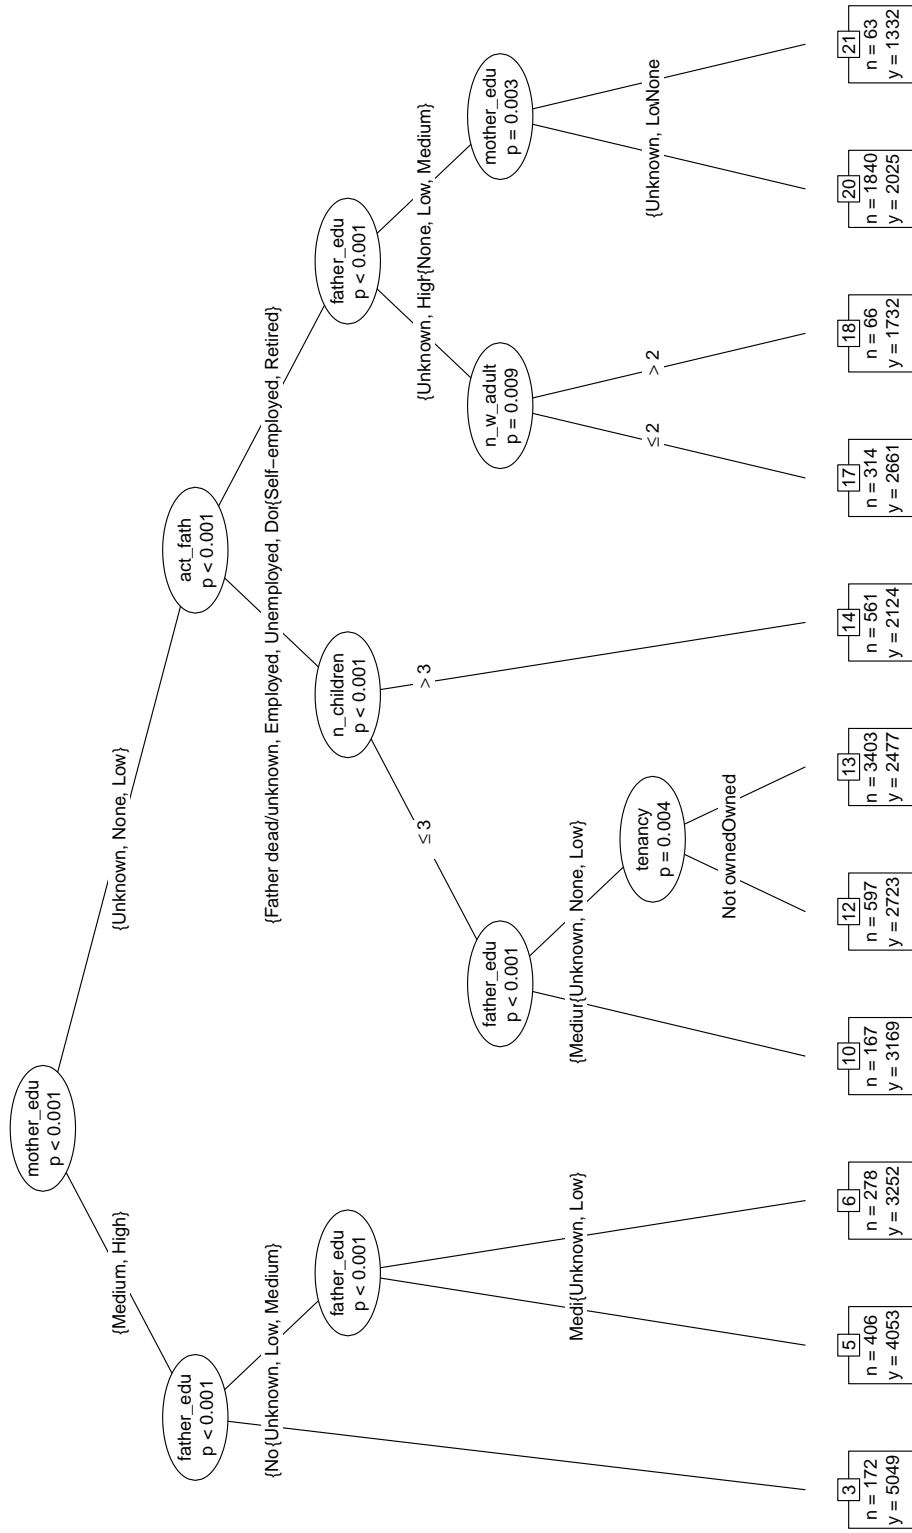 mother_edu
p < 0.001
{Medium, High}
{Unknown, None, Low}
father_edu
p < 0.001
{No{Unknown, Low, Medium}
father_edu
p < 0.001
Medi{Unknown, Low}
act_fath
p < 0.001
{Father dead/unknown, Employed, Unemployed, Dor{Self−employed, Retired}
n_children
p < 0.001
≤ 3
> 3
father_edu
p < 0.001
{Mediur{Unknown, None, Low}
tenancy
p = 0.004
Not ownedOwned
father_edu
p < 0.001
{Unknown, High{None, Low, Medium}
n_w_adult
p = 0.009
≤ 2
> 2
mother_edu
p = 0.003
{Unknown, LowNone
3
n = 172
y = 5049
5
n = 406
y = 4053
6
n = 278
y = 3252
10
n = 167
y = 3169
12
n = 597
y = 2723
13
n = 3403
y = 2477
14
n = 561
y = 2124
17
n = 314
y = 2661
18
n = 66
y = 1732
20
n = 1840
y = 2025
21
n = 63
y = 1332